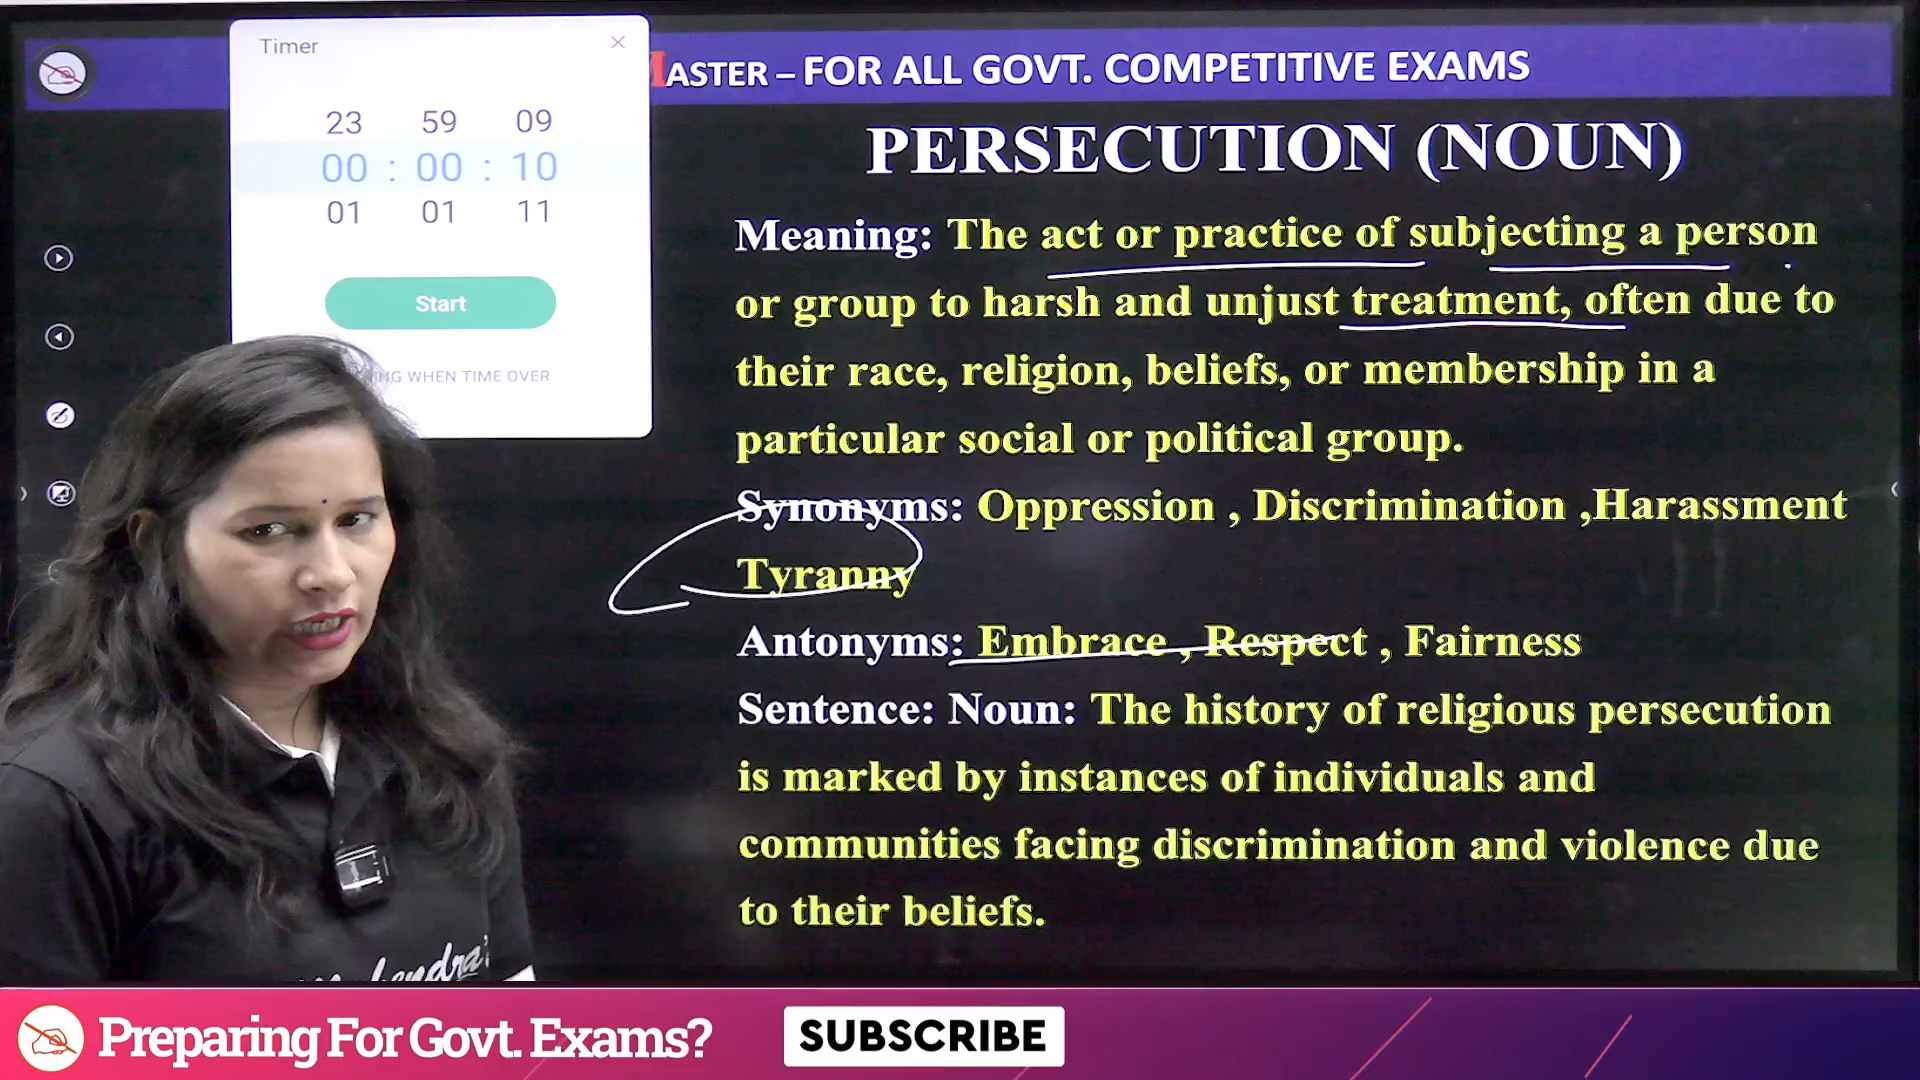 Timer
ASTER – FOR ALL GOVT. COMPETITIVE EXAMS
23 59 09
00 : 00 : 10
01 01 11
Start
NG WHEN TIME OVER
PERSECUTION (NOUN)
Meaning: The act or practice of subjecting a person
or group to harsh and unjust treatment, often due to
their race, religion, beliefs, or membership in a
particular social or political group.
Synonyms: Oppression , Discrimination ,Harassment
Tyranny
Antonyms: Embrace , Respect , Fairness
Sentence: Noun: The history of religious persecution
is marked by instances of individuals and
communities facing discrimination and violence due
to their beliefs.
Preparing For Govt. Exams?
SUBSCRIBE